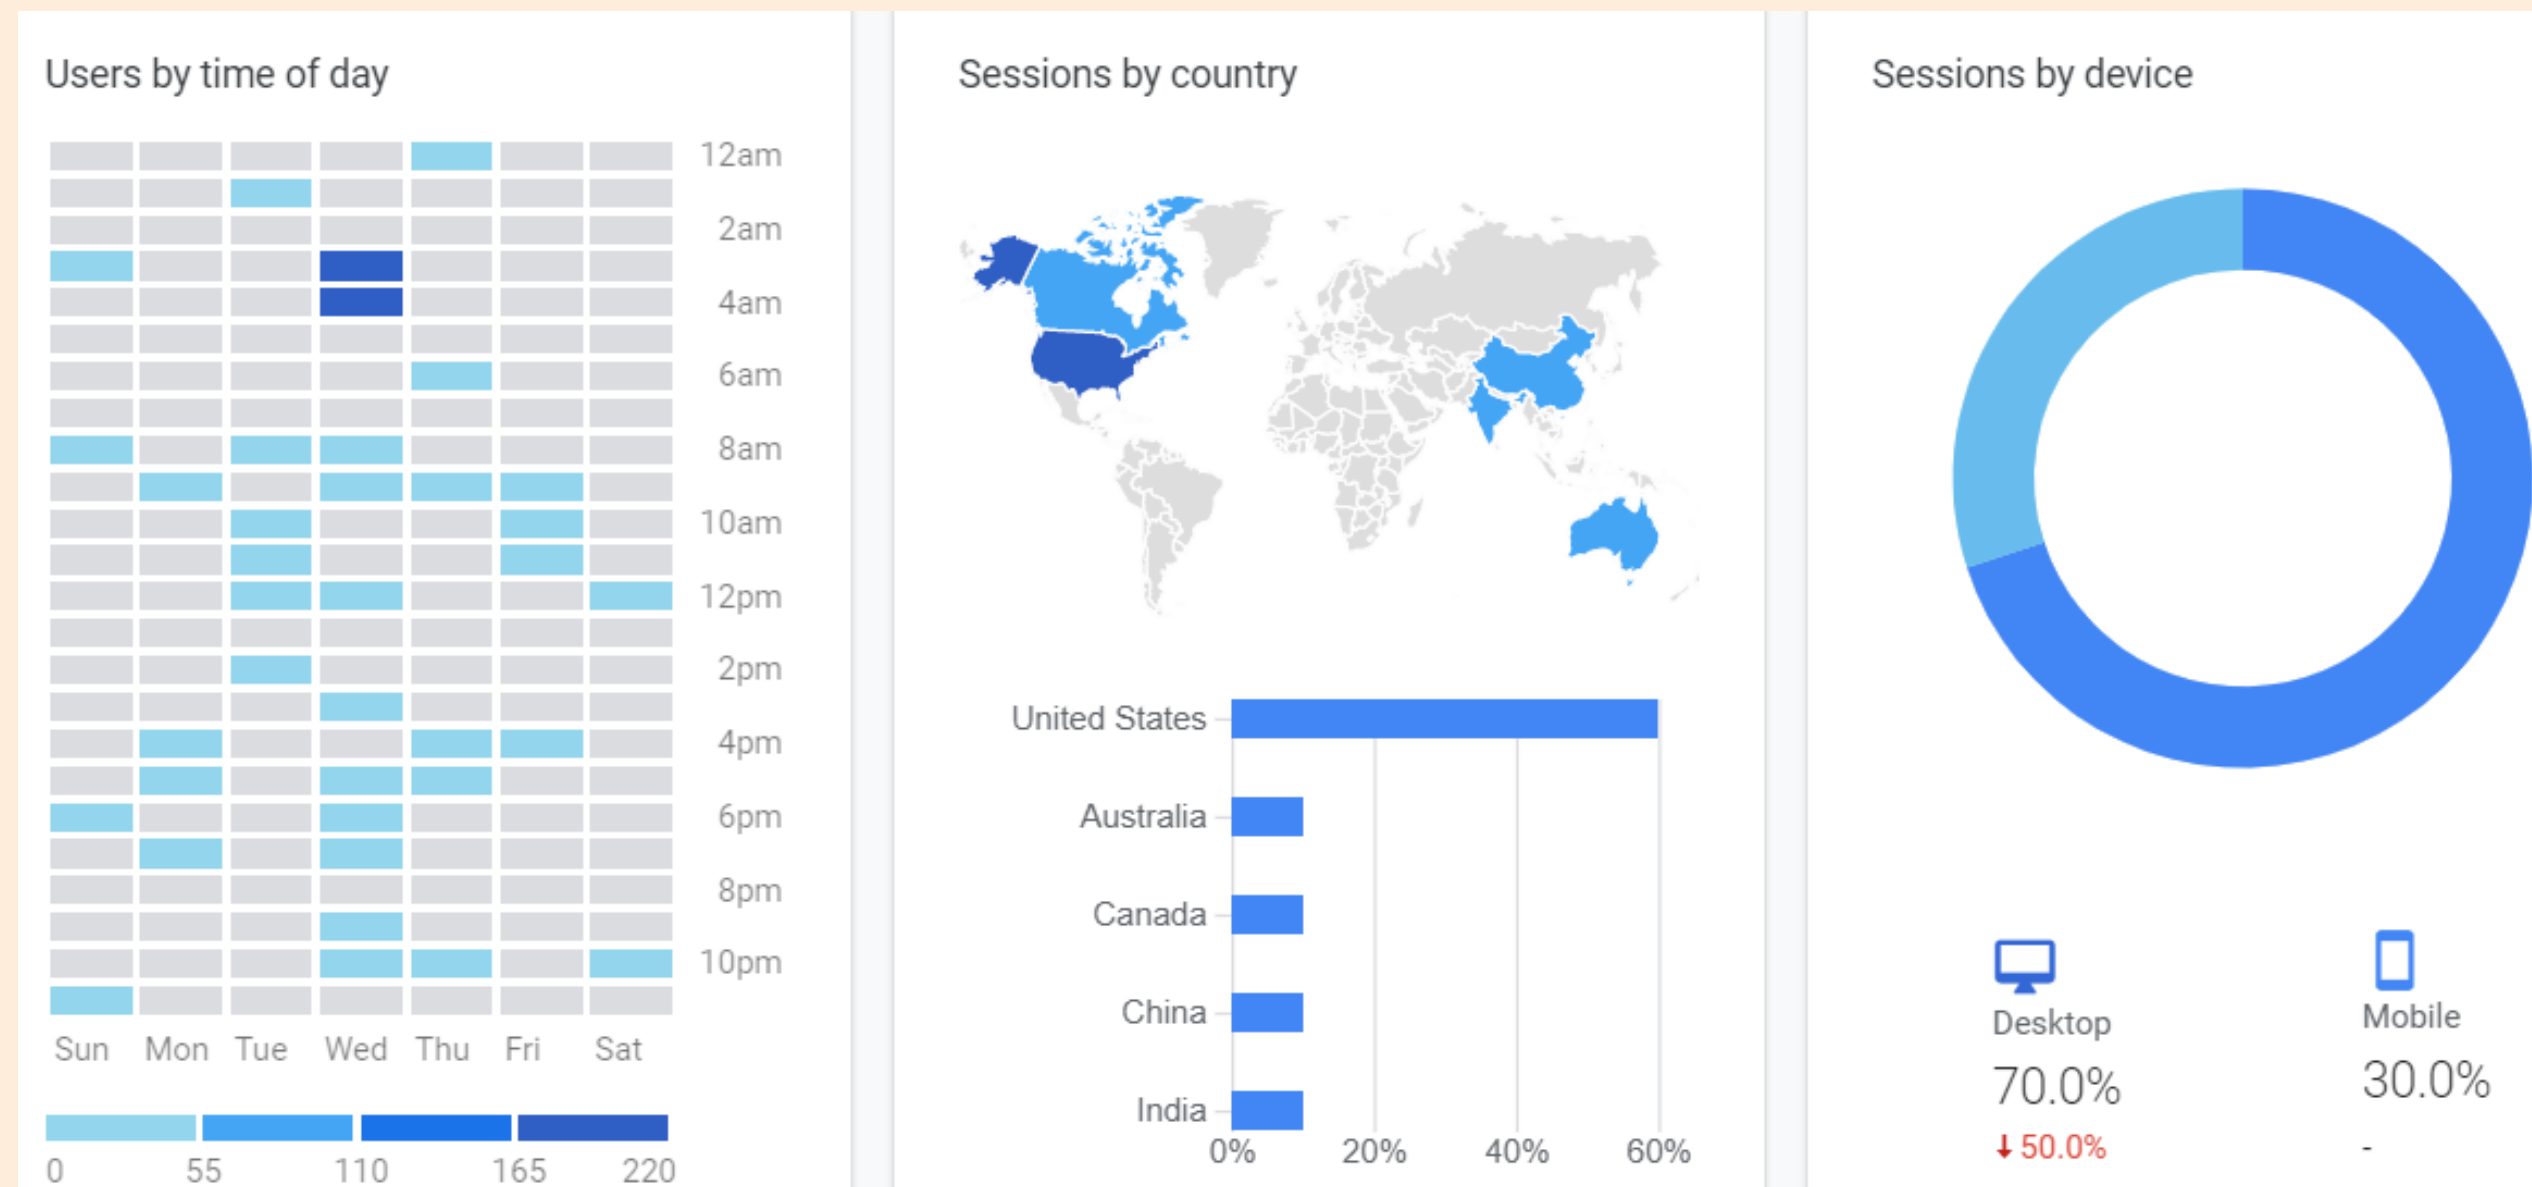 Users by time of day
12am
2am
4am
6am
8am
10am
12pm
2pm
4pm
6pm
8pm
10pm
Sun Mon Tue Wed Thu Fri Sat
0 55 110 165 220
Sessions by country
United States
Australia
Canada
China
India
0% 20% 40% 60%
Sessions by device
Desktop
70.0%
50.0%
Mobile
30.0%
-